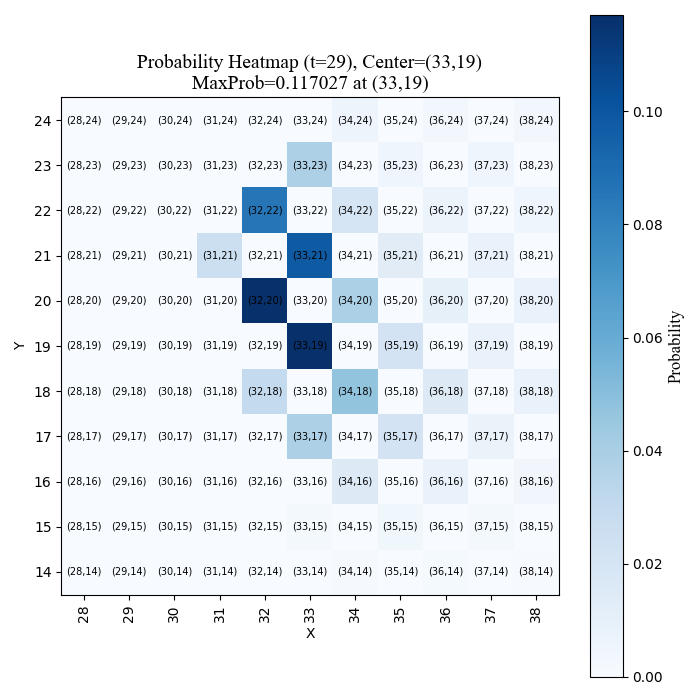 Probability Heatmap (t=29), Center=(33,19)
MaxProb=0.117027 at (33,19)
24 (28,24) (29,24) (30,24) (31,24) (32,24) (33,24) (34,24) (35,24) (36,24) (37,24) (38,24)
23 (28,23) (29,23) (30,23) (31,23) (32,23) (33,23) (34,23) (35,23) (36,23) (37,23) (38,23)
22 (28,22) (29,22) (30,22) (31,22) (32,22) (33,22) (34,22) (35,22) (36,22) (37,22) (38,22)
21 (28,21) (29,21) (30,21) (31,21) (32,21) (33,21) (34,21) (35,21) (36,21) (37,21) (38,21)
20 (28,20) (29,20) (30,20) (31,20) (32,20) (33,20) (34,20) (35,20) (36,20) (37,20) (38,20)
19 (28,19) (29,19) (30,19) (31,19) (32,19) (33,19) (34,19) (35,19) (36,19) (37,19) (38,19)
18 (28,18) (29,18) (30,18) (31,18) (32,18) (33,18) (34,18) (35,18) (36,18) (37,18) (38,18)
17 (28,17) (29,17) (30,17) (31,17) (32,17) (33,17) (34,17) (35,17) (36,17) (37,17) (38,17)
16 (28,16) (29,16) (30,16) (31,16) (32,16) (33,16) (34,16) (35,16) (36,16) (37,16) (38,16)
15 (28,15) (29,15) (30,15) (31,15) (32,15) (33,15) (34,15) (35,15) (36,15) (37,15) (38,15)
14 (28,14) (29,14) (30,14) (31,14) (32,14) (33,14) (34,14) (35,14) (36,14) (37,14) (38,14)
28 29 30 31 32 33 34 35 36 37 38
X
Y
0.10
0.08
0.06
0.04
0.02
0.00
Probability